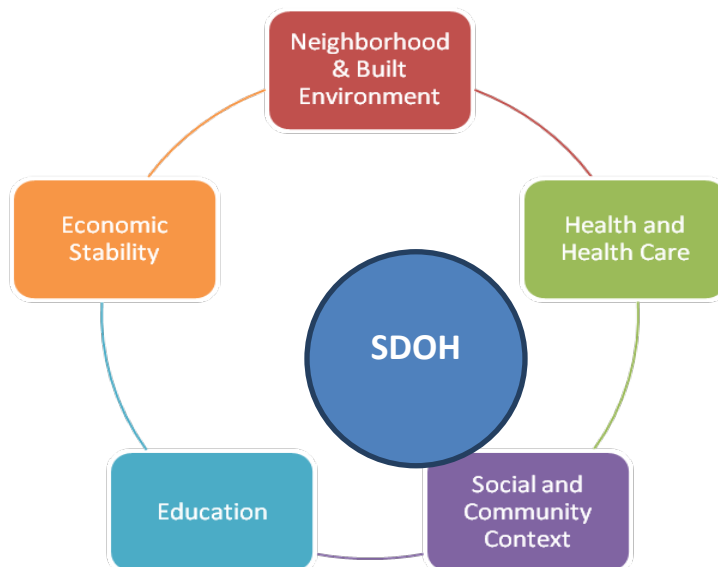 Neighborhood
& Built
Environment
Economic
Stability
Health and
Health Care
SDOH
Education
Social and
Community
Context